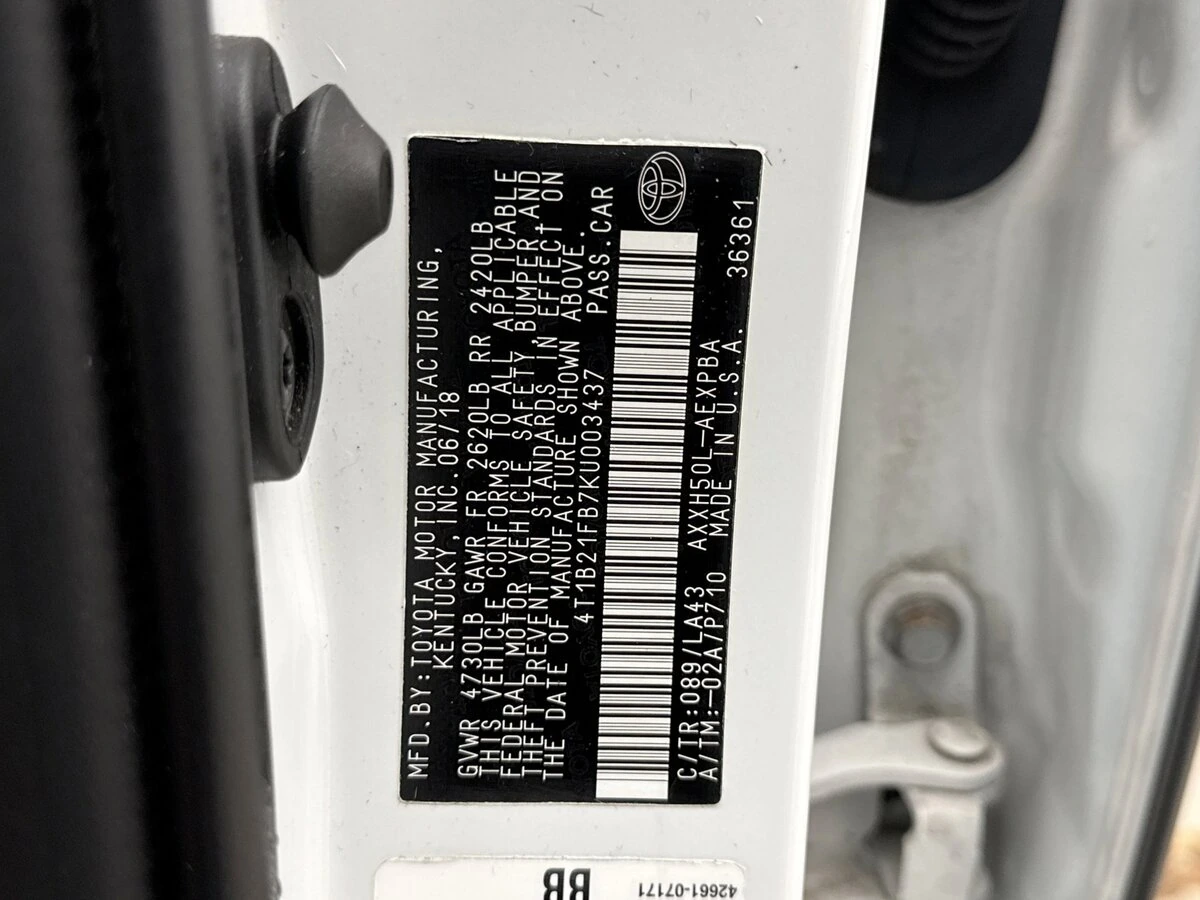 MFD.BY:TOYOTA MOTOR MANUFACTURING,
KENTUCKY,INC.06/18
GVWR 4730LB GAWR FR 2620LB RR 2420LB
THIS VEHICLE CONFORMS TO ALL APPLICABLE
FEDERAL MOTOR VEHICLE SAFETY, BUMPER, AND
THEFT PREVENTION STANDARDS IN EFFECT ON
THE DATE OF MANUFACTURE SHOWN ABOVE.
4T1B21FB7KU003437 PASS.CAR
C/TR:089/LA43 AXXH50L-AEXPBA 36361
A/TM:-02A/P710 MADE IN U.S.A.
42661-07171
BB